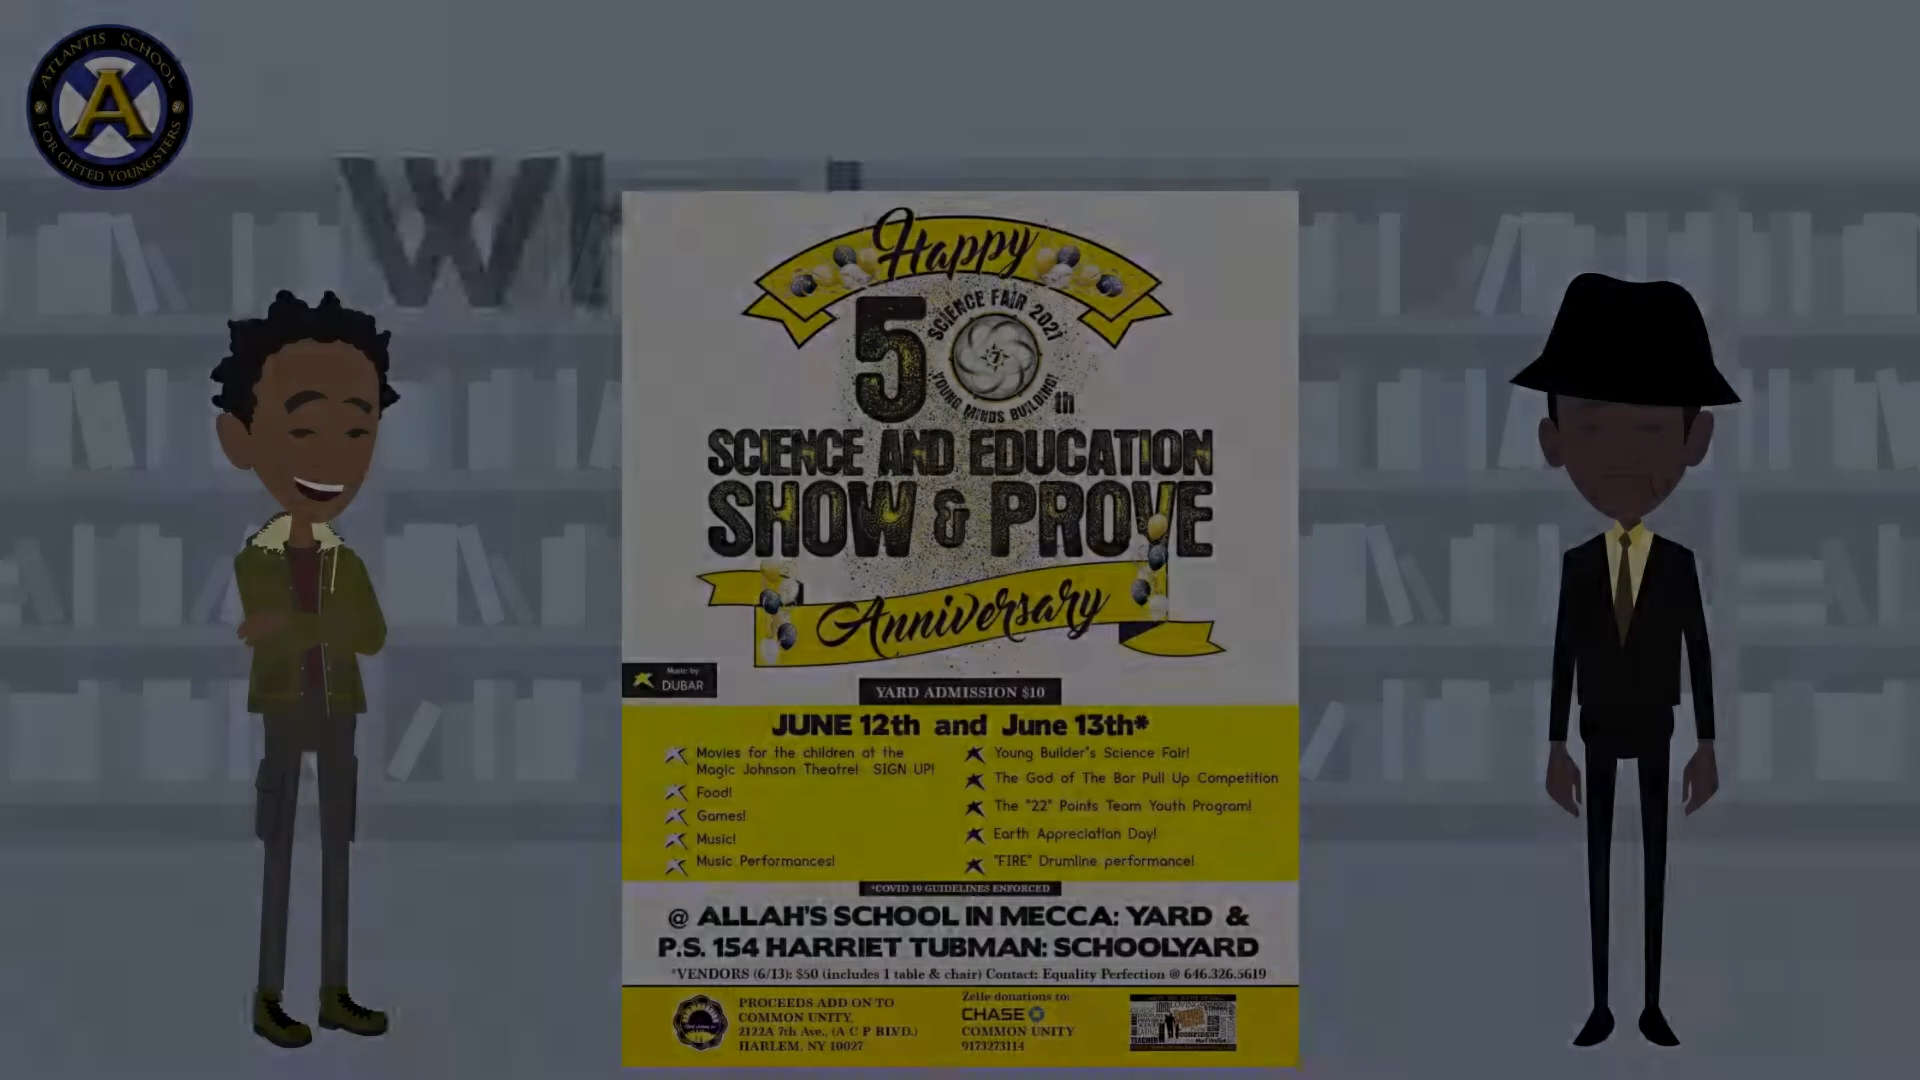 ATLANTIS SCHOOL
FOR GIFTED YOUNGSTERS
A
Wh
Happy
50th
SCIENCE FAIR 2021
7
YOUNG MINDS BUILDING!
SCIENCE AND EDUCATION
SHOW & PROVE
Anniversary
Music by
DUBAR
YARD ADMISSION $10
JUNE 12th and June 13th*
Movies for the children at the
Magic Johnson Theatre! SIGN UP!
Food!
Games!
Music!
Music Performances!
Young Builder's Science Fair!
The God of The Bar Pull Up Competition
The "22" Points Team Youth Program!
Earth Appreciation Day!
"FIRE" Drumline performance!
*COVID 19 GUIDELINES ENFORCED
@ ALLAH'S SCHOOL IN MECCA: YARD &
P.S. 154 HARRIET TUBMAN: SCHOOLYARD
*VENDORS (6/13): $50 (includes 1 table & chair) Contact: Equality Perfection @ 646.326.5619
PROCEEDS ADD ON TO
COMMON UNITY,
2122A 7th Ave., (A C P BLVD.)
HARLEM, NY 10027
Zelle donations to:
CHASE
COMMON UNITY
9173273114